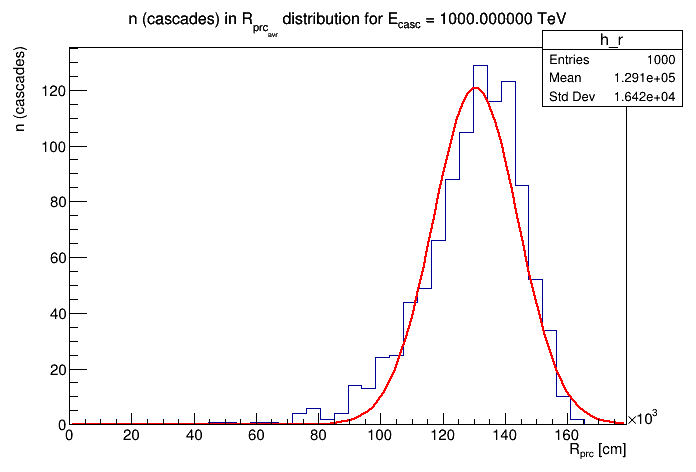 n (cascades) in R_prc_awr distribution for E_casc = 1000.000000 TeV
h_r
Entries 1000
Mean 1.291e+05
Std Dev 1.642e+04
n (cascades)
120
100
80
60
40
20
0
0 20 40 60 80 100 120 140 160
×10³
R_prc [cm]